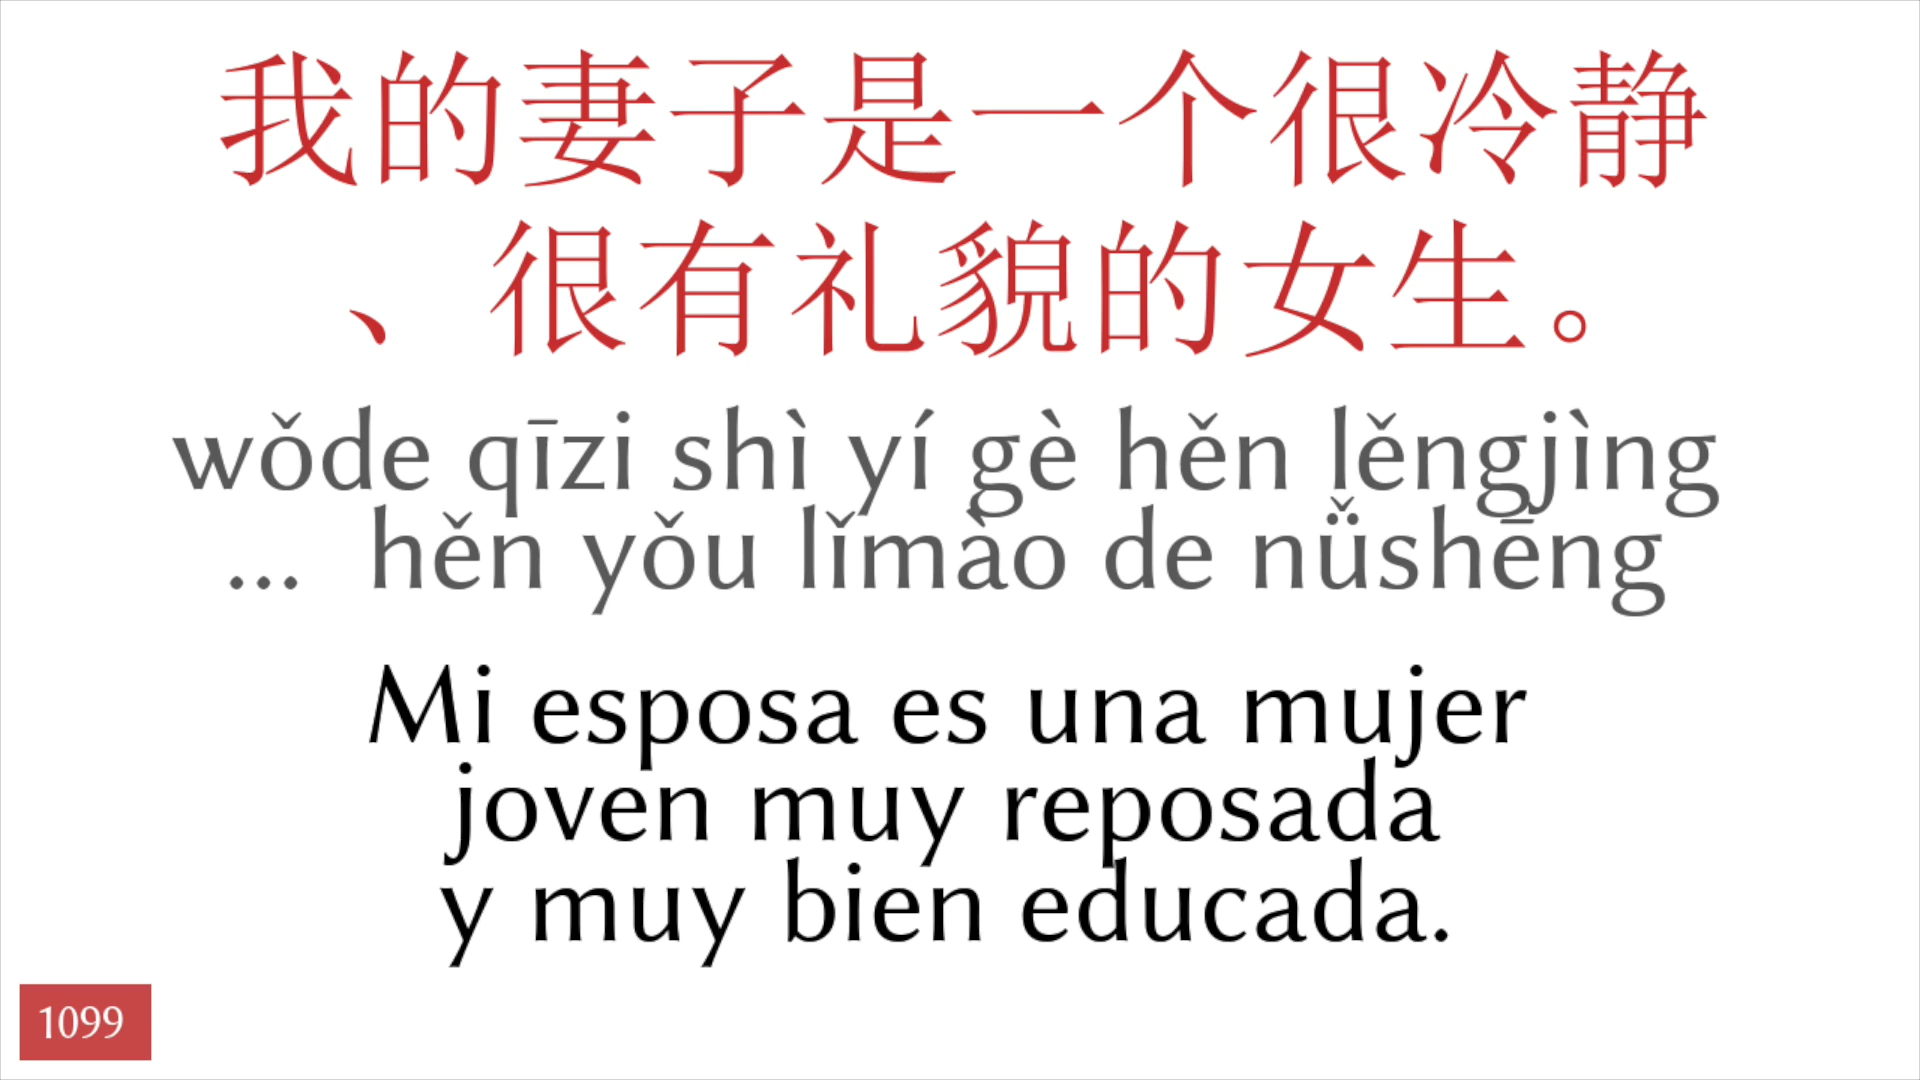 我的妻子是一个很冷静
、很有礼貌的女生。
wǒde qīzi shì yí gè hěn lěngjìng
... hěn yǒu lǐmào de nǚshēng
Mi esposa es una mujer
joven muy reposada
y muy bien educada.
1099